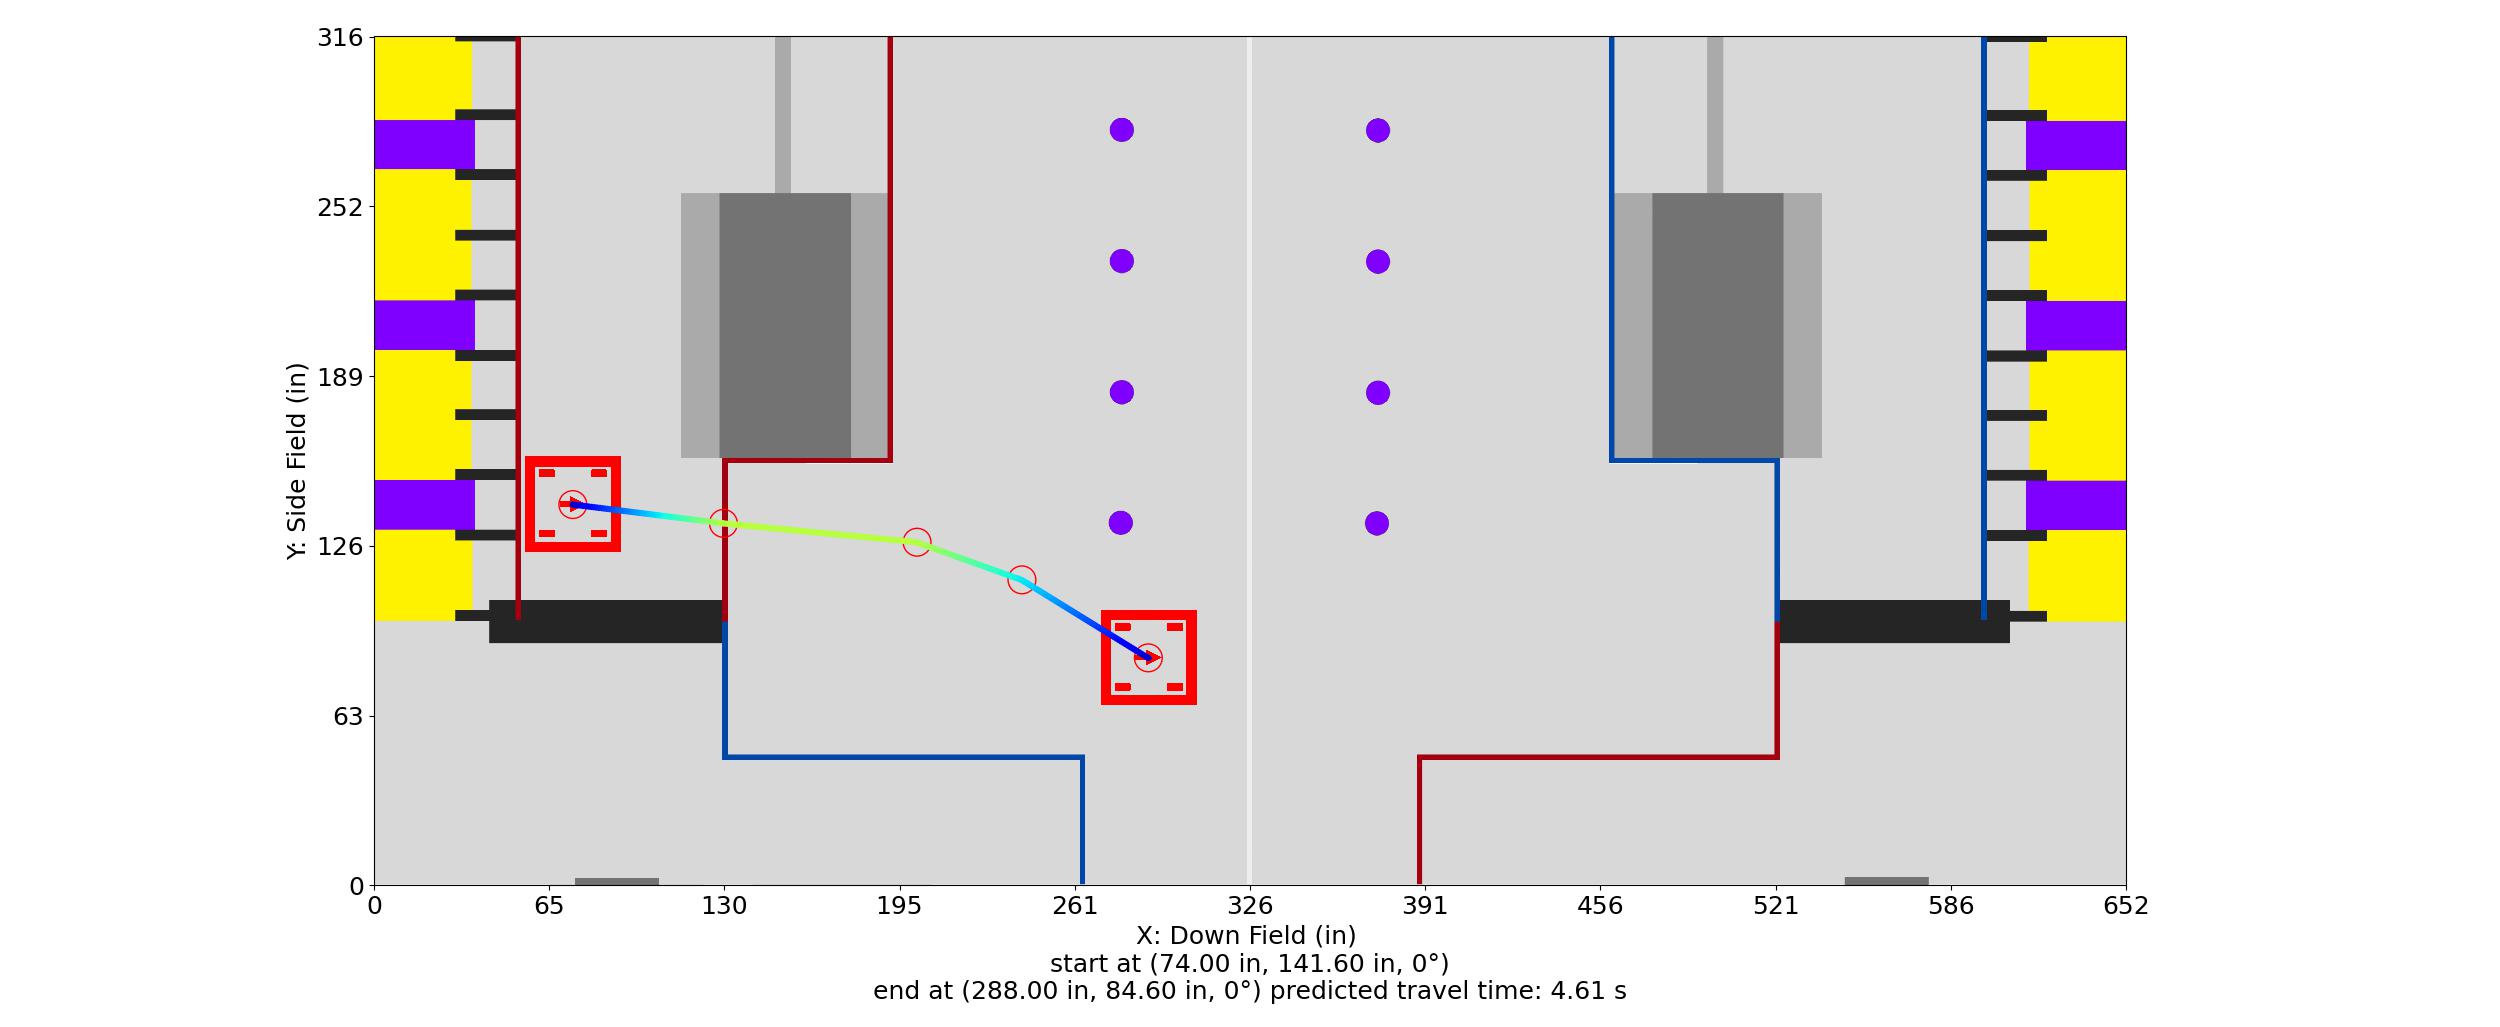 316
252
189
126
63
0
Y: Side Field (in)
0 65 130 195 261 326 391 456 521 586 652
X: Down Field (in)
start at (74.00 in, 141.60 in, 0°)
end at (288.00 in, 84.60 in, 0°) predicted travel time: 4.61 s